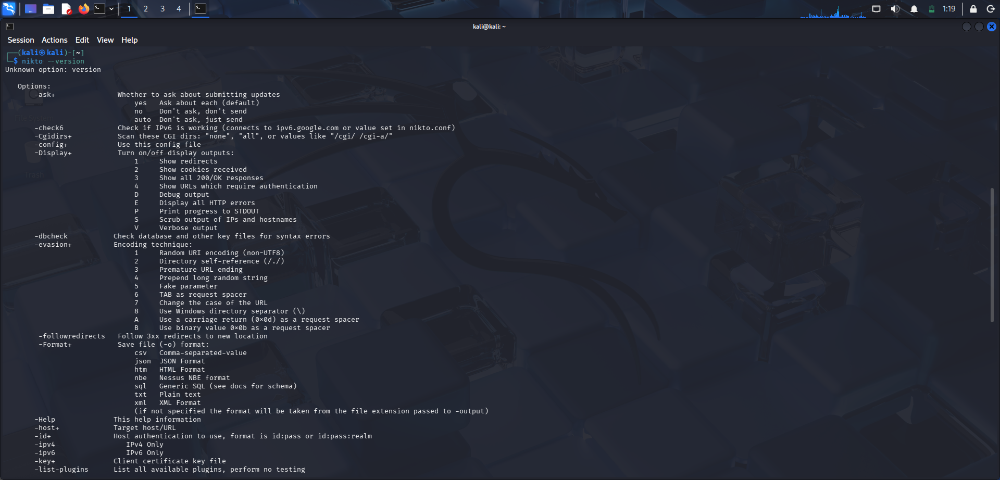 1 2 3 4 1:19
kali@kali: ~
Session Actions Edit View Help
┌──(kali㉿kali)-[~]
└─$ nikto --version
Unknown option: version
Options:
-ask+ Whether to ask about submitting updates
yes Ask about each (default)
no Don't ask, don't send
auto Don't ask, just send
File System
-check6 Check if IPv6 is working (connects to ipv6.google.com or value set in nikto.conf)
-Cgidirs+ Scan these CGI dirs: "none", "all", or values like "/cgi/ /cgi-a/"
-config+ Use this config file
-Display+ Turn on/off display outputs:
1 Show redirects
2 Show cookies received
Trash
3 Show all 200/OK responses
4 Show URLs which require authentication
D Debug output
E Display all HTTP errors
P Print progress to STDOUT
S Scrub output of IPs and hostnames
V Verbose output
-dbcheck Check database and other key files for syntax errors
-evasion+ Encoding technique:
1 Random URI encoding (non-UTF8)
2 Directory self-reference (/./)
3 Premature URL ending
4 Prepend long random string
5 Fake parameter
6 TAB as request spacer
7 Change the case of the URL
8 Use Windows directory separator (\)
A Use a carriage return (0×0d) as a request spacer
B Use binary value 0×0b as a request spacer
-followredirects Follow 3xx redirects to new location
-Format+ Save file (-o) format:
csv Comma-separated-value
json JSON Format
htm HTML Format
nbe Nessus NBE format
sql Generic SQL (see docs for schema)
txt Plain text
xml XML Format
(if not specified the format will be taken from the file extension passed to -output)
-Help This help information
-host+ Target host/URL
-id+ Host authentication to use, format is id:pass or id:pass:realm
-ipv4 IPv4 Only
-ipv6 IPv6 Only
-key+ Client certificate key file
-list-plugins List all available plugins, perform no testing